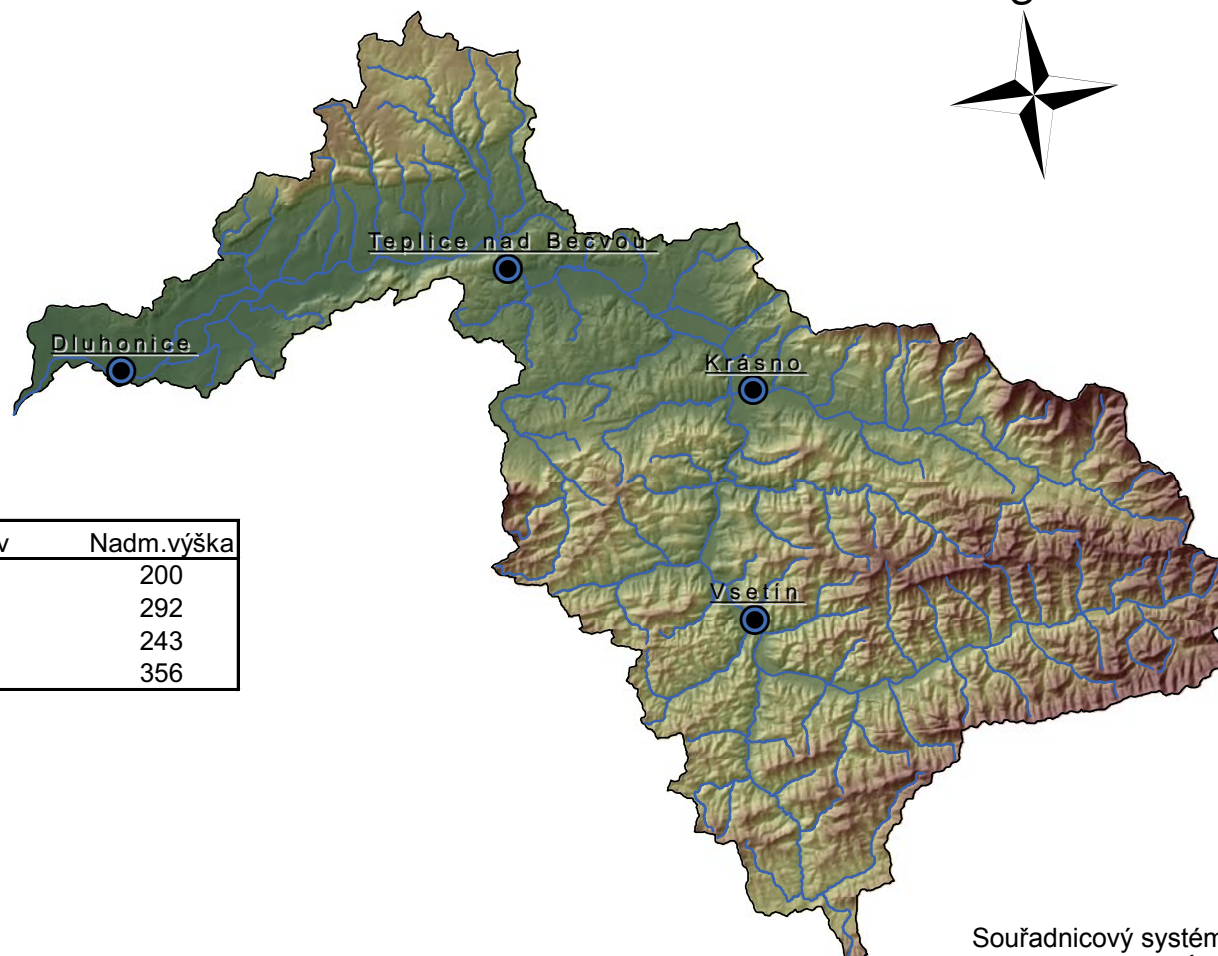 Teplice nad Bečvou
Dluhonice
Krásno
v Nadm.výška
200
292
243
356
Vsetín
Souřadnicový systém